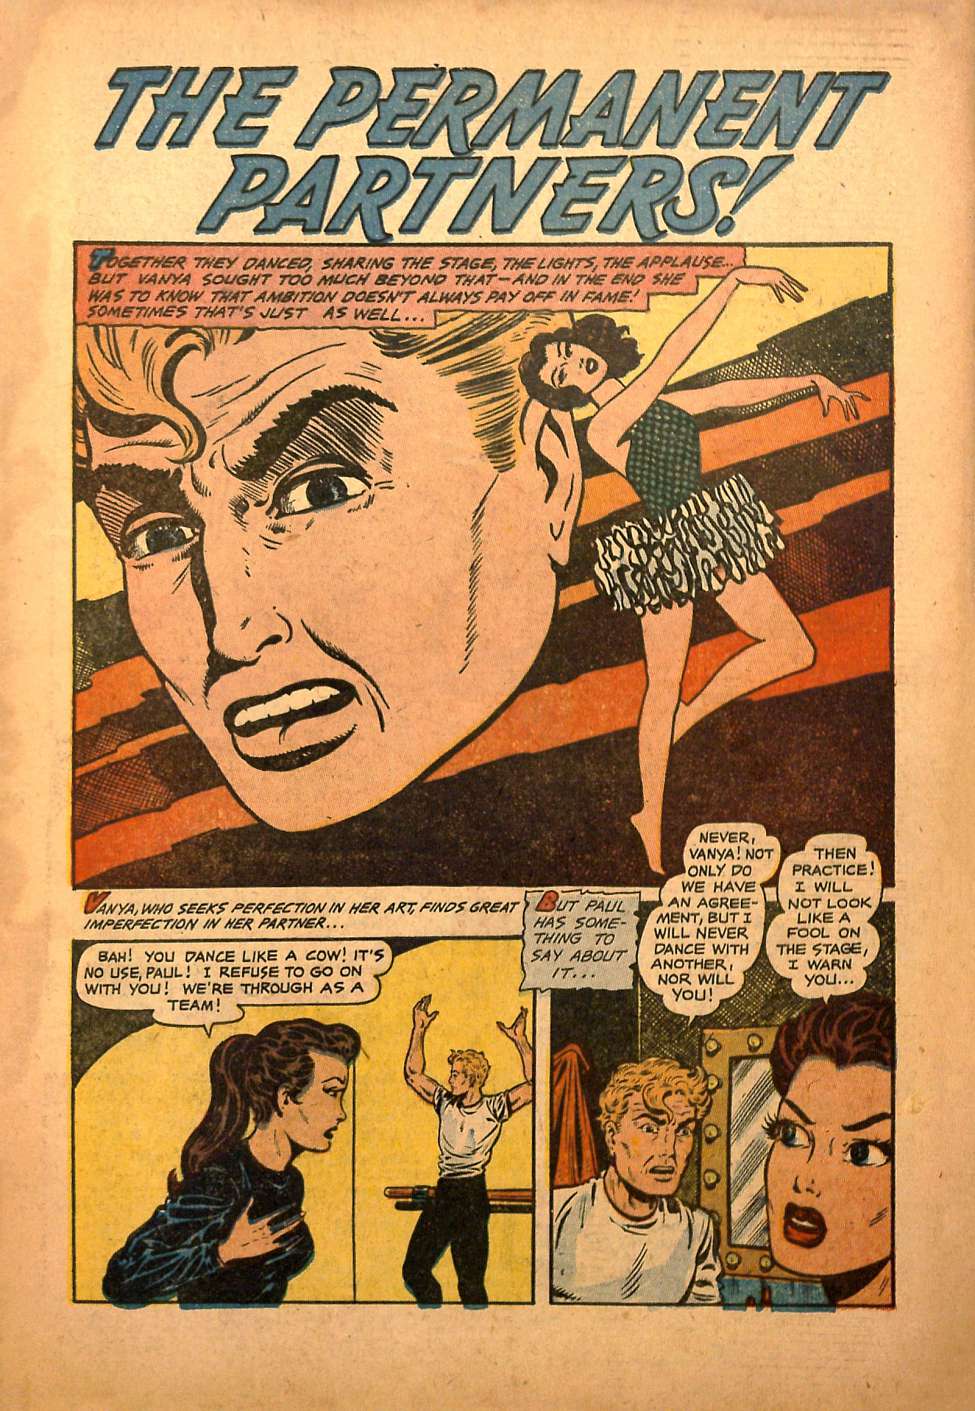 THE PERMANENT
PARTNERS!
TOGETHER THEY DANCED, SHARING THE STAGE, THE LIGHTS, THE APPLAUSE...
BUT VANYA SOUGHT TOO MUCH BEYOND THAT—AND IN THE END SHE
WAS TO KNOW THAT AMBITION DOESN'T ALWAYS PAY OFF IN FAME!
SOMETIMES THAT'S JUST AS WELL...
VANYA, WHO SEEKS PERFECTION IN HER ART, FINDS GREAT
IMPERFECTION IN HER PARTNER...
BAH! YOU DANCE LIKE A COW! IT'S
NO USE, PAUL! I REFUSE TO GO ON
WITH YOU! WE'RE THROUGH AS A
TEAM!
BUT PAUL
HAS SOME-
THING TO
SAY ABOUT
IT...
NEVER,
VANYA! NOT
ONLY DO
WE HAVE
AN AGREE-
MENT, BUT I
WILL NEVER
DANCE WITH
ANOTHER,
NOR WILL
YOU!
THEN
PRACTICE!
I WILL
NOT LOOK
LIKE A
FOOL ON
THE STAGE,
I WARN
YOU...